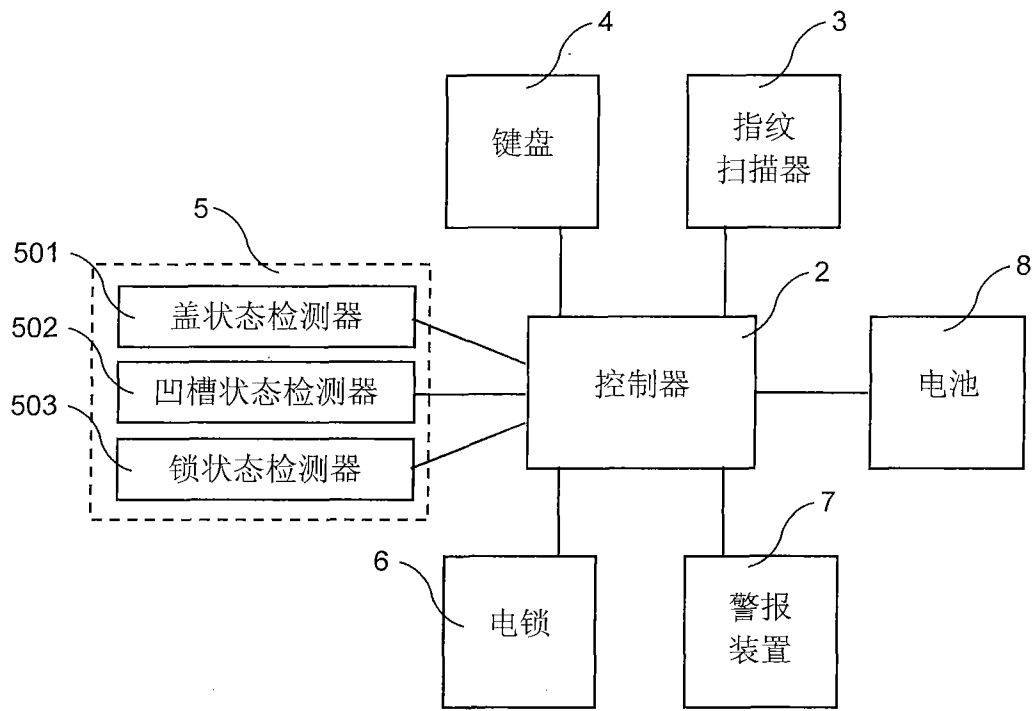 4
3
键盘
指纹
扫描器
5
501
盖状态检测器
502
凹槽状态检测器
503
锁状态检测器
2
控制器
8
电池
6
电锁
7
警报
装置